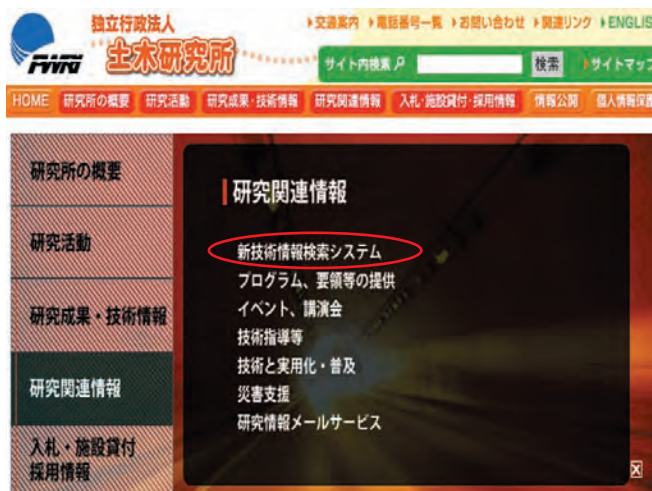 独立行政法人
PWRI 土木研究所
交通案内 電話番号一覧 お問い合わせ 関連リンク ENGLIS
サイト内検索 検索 サイトマップ
HOME 研究所の概要 研究活動 研究成果・技術情報 研究関連情報 入札・施設貸付・採用情報 情報公開 個人情報保護
研究所の概要
研究活動
研究成果・技術情報
研究関連情報
入札・施設貸付
採用情報
研究関連情報
新技術情報検索システム
プログラム、要領等の提供
イベント、講演会
技術指導等
技術と実用化・普及
災害支援
研究情報メールサービス